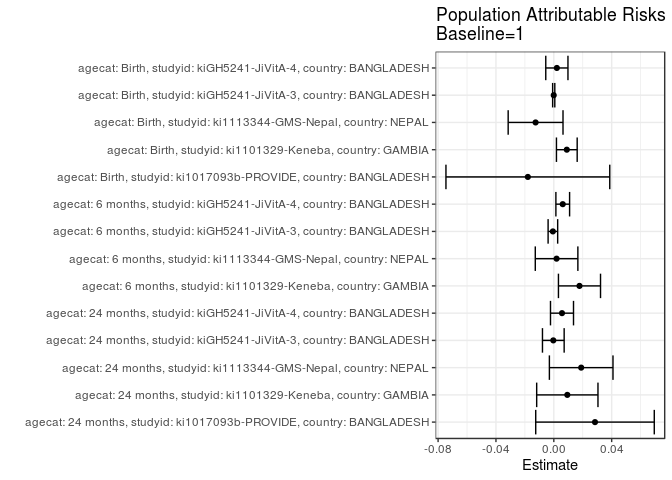 Population Attributable Risks
Baseline=1
agecat: Birth, studyid: kiGH5241-JiVitA-4, country: BANGLADESH
agecat: Birth, studyid: kiGH5241-JiVitA-3, country: BANGLADESH
agecat: Birth, studyid: ki1113344-GMS-Nepal, country: NEPAL
agecat: Birth, studyid: ki1101329-Keneba, country: GAMBIA
agecat: Birth, studyid: ki1017093b-PROVIDE, country: BANGLADESH
agecat: 6 months, studyid: kiGH5241-JiVitA-4, country: BANGLADESH
agecat: 6 months, studyid: kiGH5241-JiVitA-3, country: BANGLADESH
agecat: 6 months, studyid: ki1113344-GMS-Nepal, country: NEPAL
agecat: 6 months, studyid: ki1101329-Keneba, country: GAMBIA
agecat: 24 months, studyid: kiGH5241-JiVitA-4, country: BANGLADESH
agecat: 24 months, studyid: kiGH5241-JiVitA-3, country: BANGLADESH
agecat: 24 months, studyid: ki1113344-GMS-Nepal, country: NEPAL
agecat: 24 months, studyid: ki1101329-Keneba, country: GAMBIA
agecat: 24 months, studyid: ki1017093b-PROVIDE, country: BANGLADESH
-0.08 -0.04 0.00 0.04
Estimate